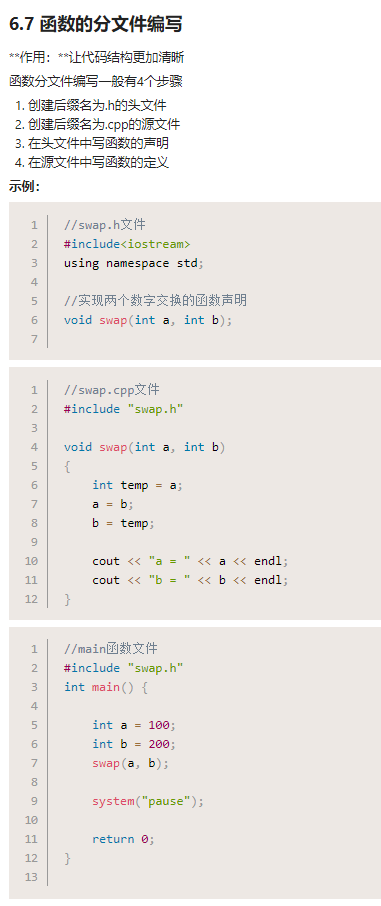 6.7 函数的分文件编写
**作用：**让代码结构更加清晰
函数分文件编写一般有4个步骤
1. 创建后缀名为.h的头文件
2. 创建后缀名为.cpp的源文件
3. 在头文件中写函数的声明
4. 在源文件中写函数的定义
示例：
1 //swap.h文件
2 #include<iostream>
3 using namespace std;
4
5 //实现两个数字交换的函数声明
6 void swap(int a, int b);
7
1 //swap.cpp文件
2 #include "swap.h"
3
4 void swap(int a, int b)
5 {
6     int temp = a;
7     a = b;
8     b = temp;
9
10     cout << "a = " << a << endl;
11     cout << "b = " << b << endl;
12 }
1 //main函数文件
2 #include "swap.h"
3 int main() {
4
5     int a = 100;
6     int b = 200;
7     swap(a, b);
8
9     system("pause");
10
11     return 0;
12 }
13